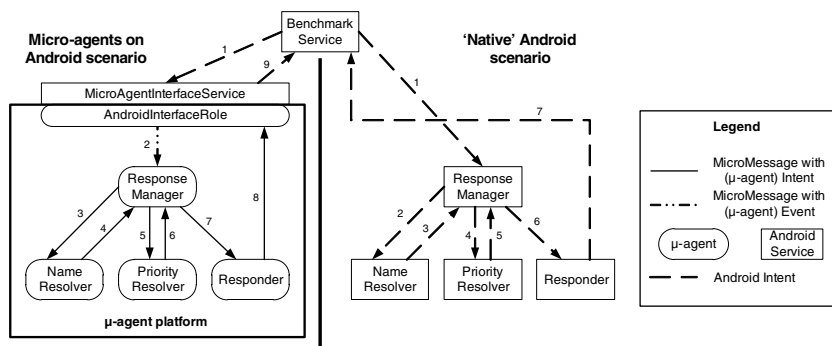 Benchmark
Service
Micro-agents on
Android scenario
'Native' Android
scenario
1
9
1
7
MicroAgentInterfaceService
AndroidInterfaceRole
2
Response
Manager
3
4
5
6
7
8
Name
Resolver
Priority
Resolver
Responder
µ-agent platform
Response
Manager
2
3
4
5
6
Name
Resolver
Priority
Resolver
Responder
Legend
MicroMessage with
(µ-agent) Intent
MicroMessage with
(µ-agent) Event
µ-agent
Android
Service
Android Intent